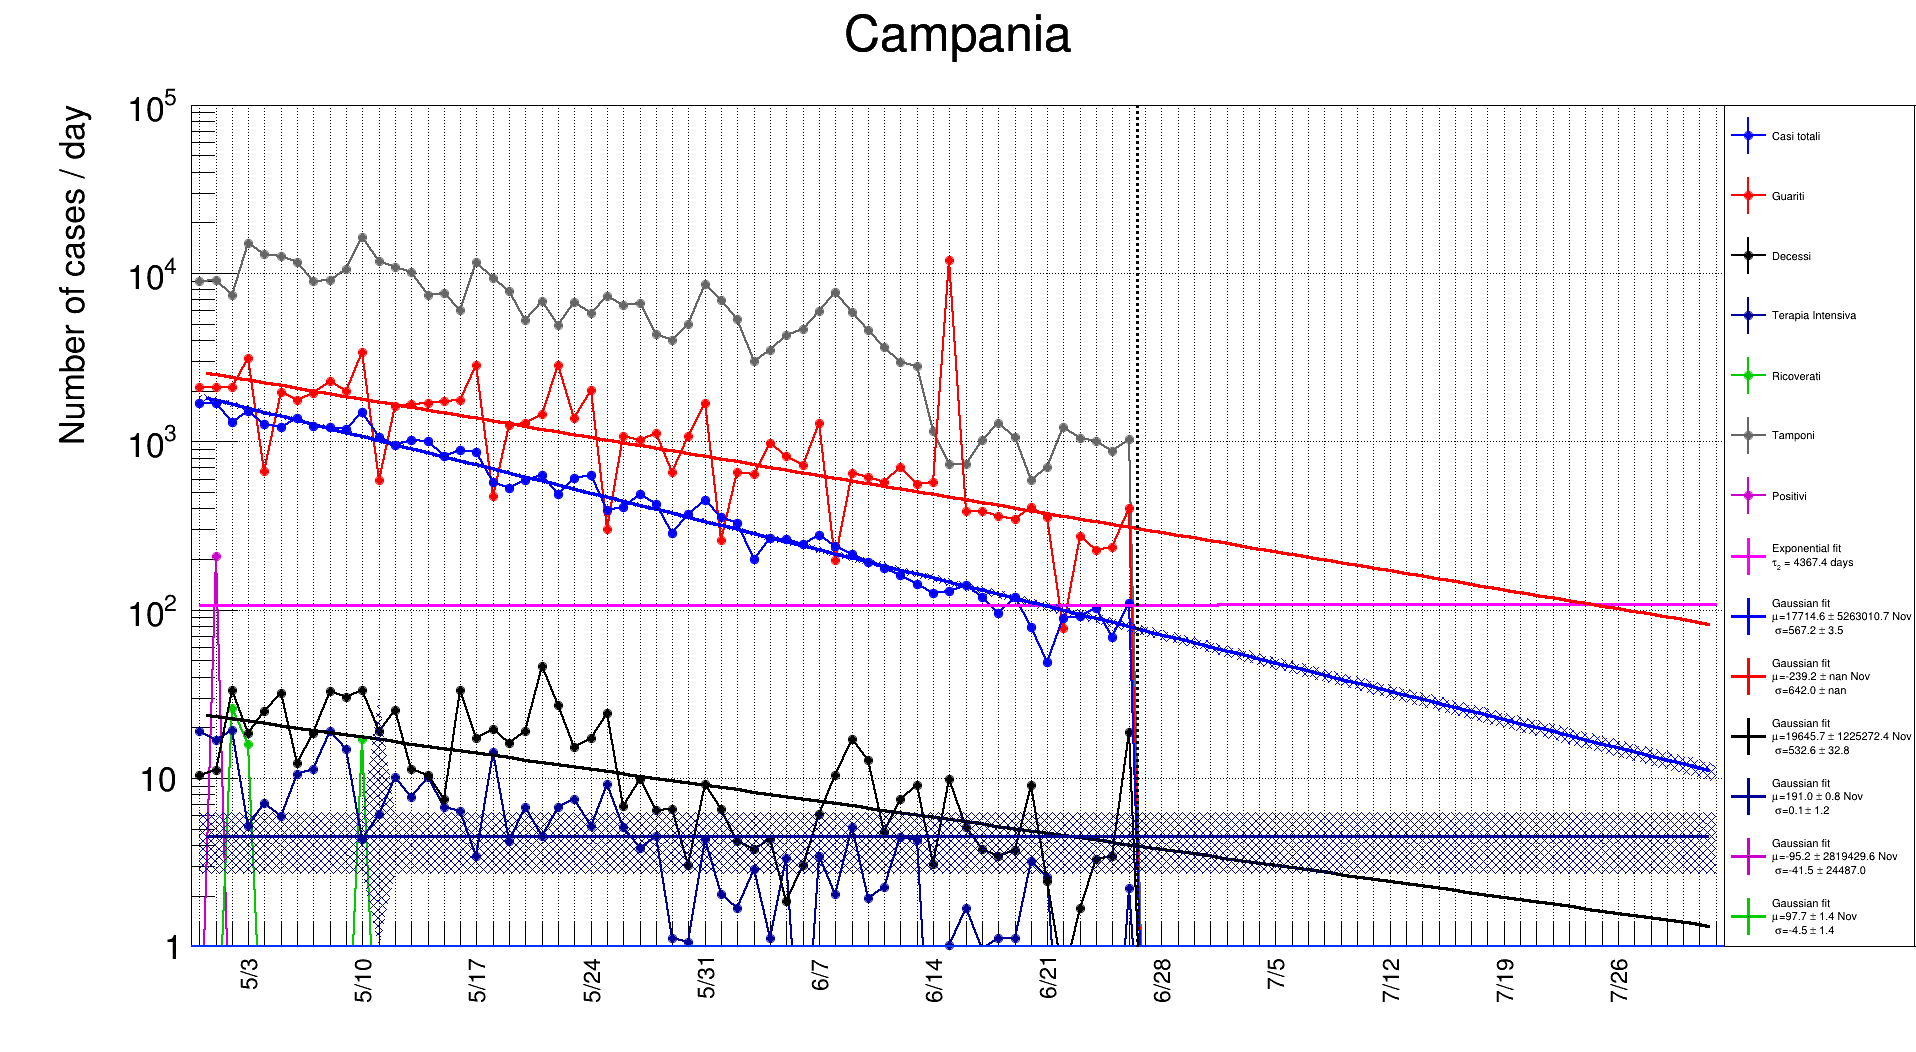 Campania
Number of cases / day
10^5
10^4
10^3
10^2
10
1
5/3
5/10
5/17
5/24
5/31
6/7
6/14
6/21
6/28
7/5
7/12
7/19
7/26
Casi totali
Guariti
Decessi
Terapia Intensiva
Ricoverati
Tamponi
Positivi
Exponential fit
τ₂ = 4367.4 days
Gaussian fit
μ=17714.6 ± 5263010.7 Nov
σ=567.2 ± 3.5
Gaussian fit
μ=-239.2 ± nan Nov
σ=642.0 ± nan
Gaussian fit
μ=19645.7 ± 1225272.4 Nov
σ=532.6 ± 32.8
Gaussian fit
μ=191.0 ± 0.8 Nov
σ=0.1 ± 1.2
Gaussian fit
μ=-95.2 ± 2819429.6 Nov
σ=-41.5 ± 24487.0
Gaussian fit
μ=97.7 ± 1.4 Nov
σ=-4.5 ± 1.4